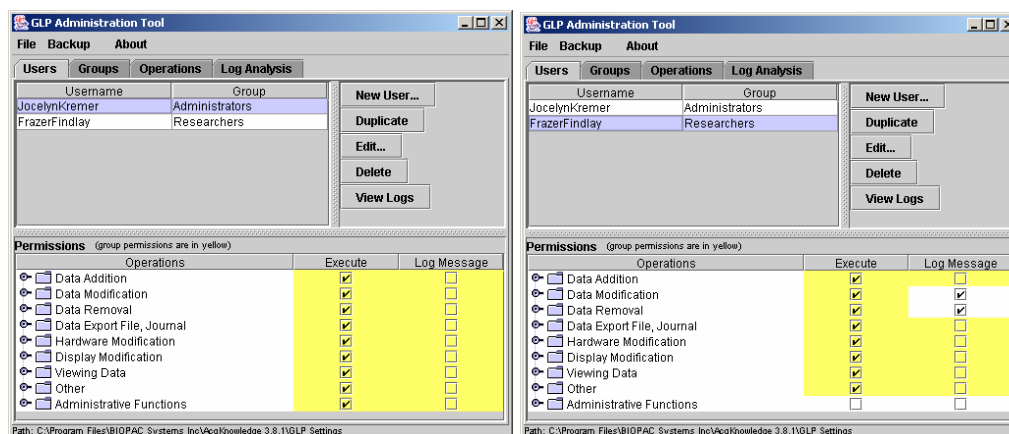 GLP Administration Tool
File Backup About
Users Groups Operations Log Analysis
Username Group
JocelynKremer Administrators
FrazerFindlay Researchers
New User...
Duplicate
Edit...
Delete
View Logs
Permissions (group permissions are in yellow)
Operations Execute Log Message
Data Addition
Data Modification
Data Removal
Data Export File, Journal
Hardware Modification
Display Modification
Viewing Data
Other
Administrative Functions
Path: C:\Program Files\BIOPAC Systems Inc\AcqKnowledge 3.8.1\GLP Settings
GLP Administration Tool
File Backup About
Users Groups Operations Log Analysis
Username Group
JocelynKremer Administrators
FrazerFindlay Researchers
New User...
Duplicate
Edit...
Delete
View Logs
Permissions (group permissions are in yellow)
Operations Execute Log Message
Data Addition
Data Modification
Data Removal
Data Export File, Journal
Hardware Modification
Display Modification
Viewing Data
Other
Administrative Functions
Path: C:\Program Files\BIOPAC Systems Inc\AcqKnowledge 3.8.1\GLP Settings